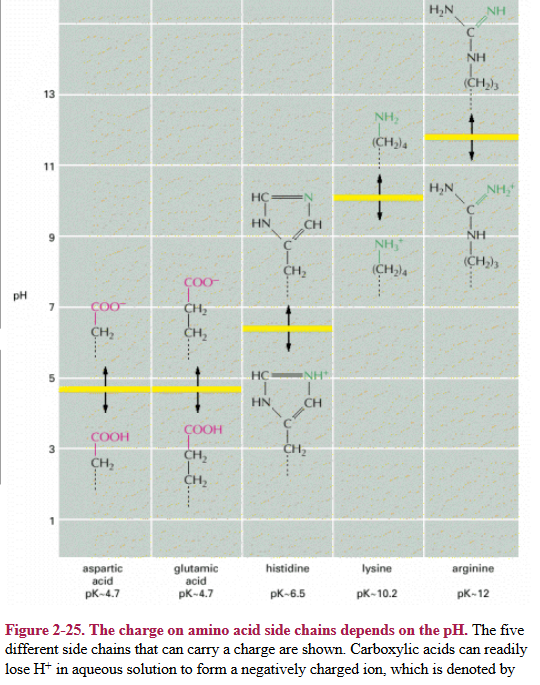 H₂N NH
C
NH
(CH₂)₃
13
NH₂
(CH₂)₄
11
H₂N NH₂⁺
C
NH
(CH₂)₃
HC N
HN CH
C
CH₂
9
NH₃⁺
(CH₂)₄
COO⁻
CH₂
CH₂
pH
7
COO⁻
CH₂
5
HC NH⁺
HN CH
C
CH₂
COOH
CH₂
CH₂
COOH
CH₂
3
1
aspartic
acid
pK~4.7
glutamic
acid
pK~4.7
histidine
pK~6.5
lysine
pK~10.2
arginine
pK~12
Figure 2-25. The charge on amino acid side chains depends on the pH. The five
different side chains that can carry a charge are shown. Carboxylic acids can readily
lose H⁺ in aqueous solution to form a negatively charged ion, which is denoted by